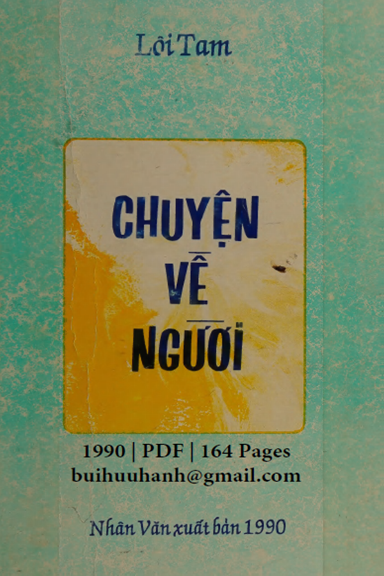 Lôi Tam
CHUYỆN
VỀ
NGƯỜI
1990 | PDF | 164 Pages
buihuuhanh@gmail.com
Nhân Văn xuất bản 1990